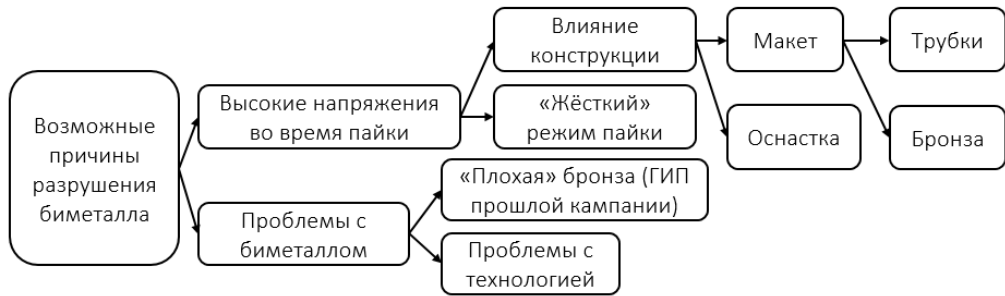 Возможные
причины
разрушения
биметалла
Высокие напряжения
во время пайки
Проблемы с
биметаллом
Влияние
конструкции
«Жёсткий»
режим пайки
«Плохая» бронза (ГИП
прошлой кампании)
Проблемы с
технологией
Макет
Оснастка
Трубки
Бронза